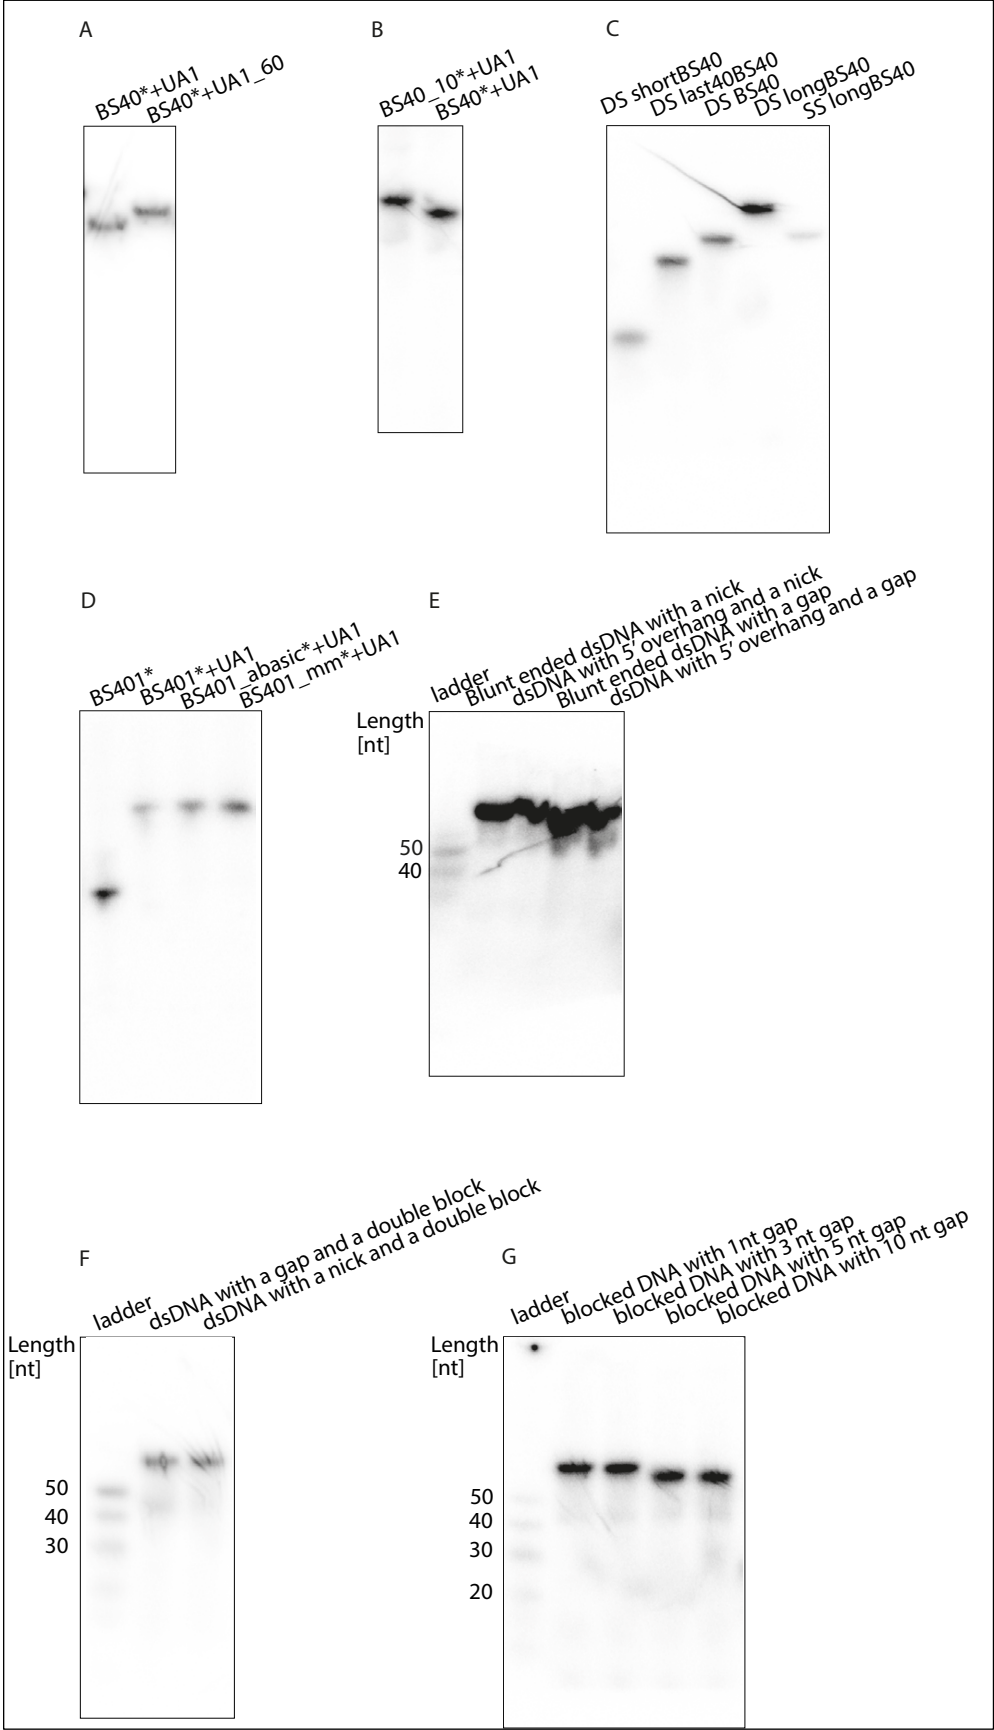 A
BS40*+UA1
BS40*+UA1_60
B
BS40_10*+UA1
BS40*+UA1
C
DS shortBS40
DS last40BS40
DS BS40
DS longBS40
SS longBS40
D
BS401*
BS401*+UA1
BS401_abasic*+UA1
BS401_mm*+UA1
E
ladder
Blunt ended dsDNA with a nick
dsDNA with 5' overhang and a nick
Blunt ended dsDNA with a gap
dsDNA with 5' overhang and a gap
Length
[nt]
50
40
F
ladder
dsDNA with a gap and a double block
dsDNA with a nick and a double block
Length
[nt]
50
40
30
G
ladder
blocked DNA with 1nt gap
blocked DNA with 3 nt gap
blocked DNA with 5 nt gap
blocked DNA with 10 nt gap
Length
[nt]
50
40
30
20